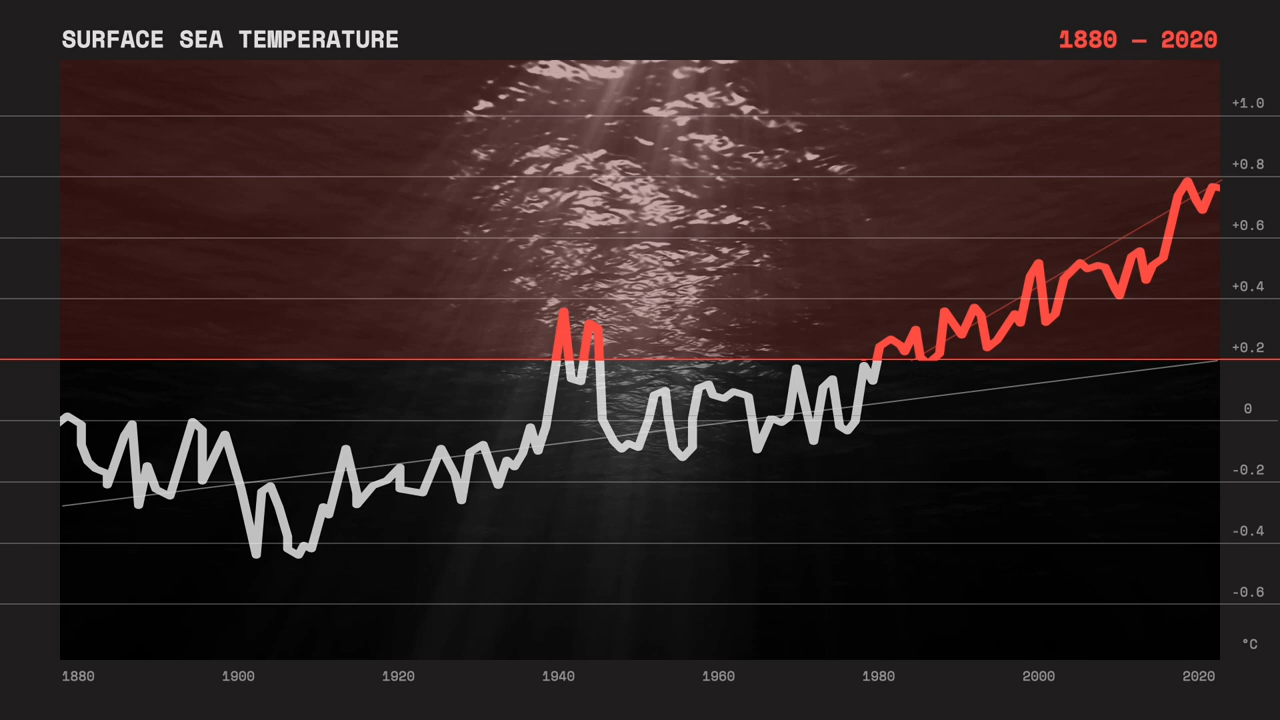 SURFACE SEA TEMPERATURE
1880 — 2020
+1.0
+0.8
+0.6
+0.4
+0.2
0
-0.2
-0.4
-0.6
°C
1880 1900 1920 1940 1960 1980 2000 2020